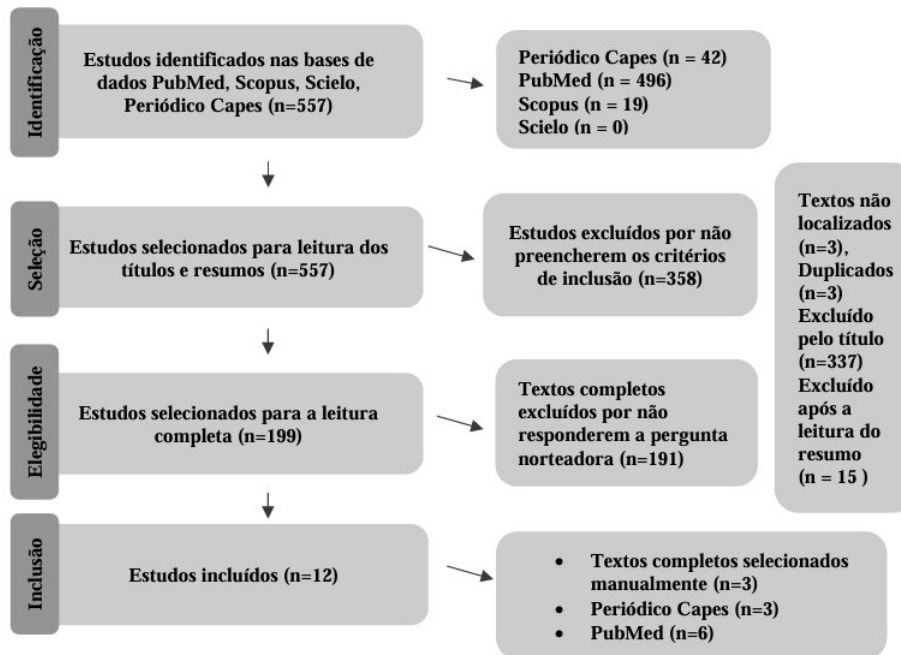 Identificação
Estudos identificados nas bases de
dados PubMed, Scopus, Scielo,
Periódico Capes (n=557)
Periódico Capes (n = 42)
PubMed (n = 496)
Scopus (n = 19)
Scielo (n = 0)
Seleção
Estudos selecionados para leitura dos
títulos e resumos (n=557)
Estudos excluídos por não
preencherem os critérios
de inclusão (n=358)
Textos não
localizados
(n=3),
Duplicados
(n=3)
Excluído
pelo título
(n=337)
Excluído
após a
leitura do
resumo
(n = 15 )
Elegibilidade
Estudos selecionados para a leitura
completa (n=199)
Textos completos
excluídos por não
responderem a pergunta
norteadora (n=191)
Inclusão
Estudos incluídos (n=12)
• Textos completos selecionados
manualmente (n=3)
• Periódico Capes (n=3)
• PubMed (n=6)